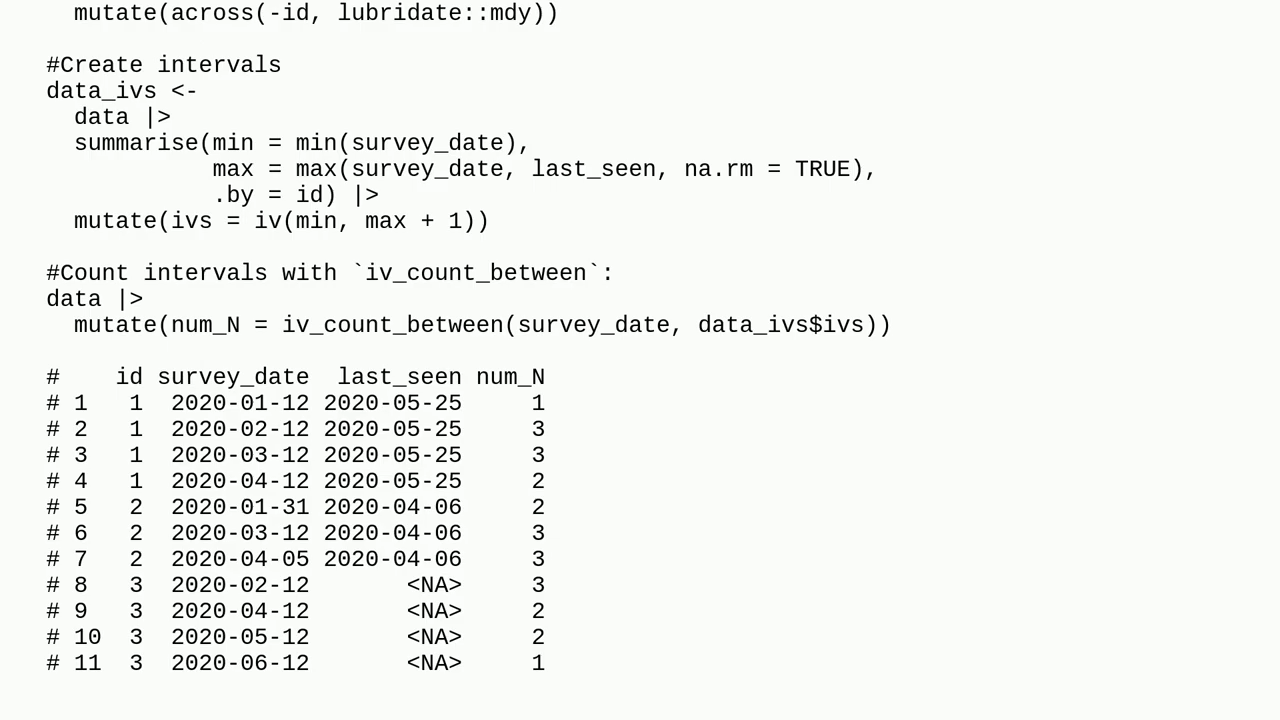 mutate(across(-id, lubridate::mdy))

#Create intervals
data_ivs <-
  data |>
  summarise(min = min(survey_date),
            max = max(survey_date, last_seen, na.rm = TRUE),
            .by = id) |>
  mutate(ivs = iv(min, max + 1))

#Count intervals with `iv_count_between`:
data |>
  mutate(num_N = iv_count_between(survey_date, data_ivs$ivs))

#    id survey_date  last_seen num_N
# 1   1  2020-01-12 2020-05-25     1
# 2   1  2020-02-12 2020-05-25     3
# 3   1  2020-03-12 2020-05-25     3
# 4   1  2020-04-12 2020-05-25     2
# 5   2  2020-01-31 2020-04-06     2
# 6   2  2020-03-12 2020-04-06     3
# 7   2  2020-04-05 2020-04-06     3
# 8   3  2020-02-12       <NA>     3
# 9   3  2020-04-12       <NA>     2
# 10  3  2020-05-12       <NA>     2
# 11  3  2020-06-12       <NA>     1